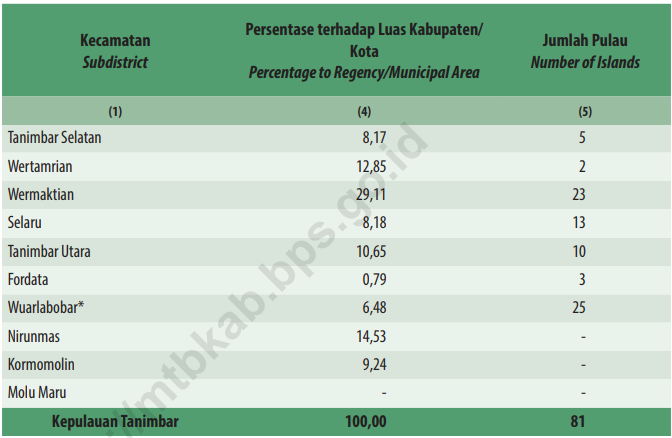 Kecamatan
Subdistrict
Persentase terhadap Luas Kabupaten/
Kota
Percentage to Regency/Municipal Area
Jumlah Pulau
Number of Islands
(1) (4) (5)
Tanimbar Selatan 8,17 5
Wertamrian 12,85 2
Wermaktian 29,11 23
Selaru 8,18 13
Tanimbar Utara 10,65 10
Fordata 0,79 3
Wuarlabobar* 6,48 25
Nirunmas 14,53 -
Kormomolin 9,24 -
Molu Maru - -
Kepulauan Tanimbar 100,00 81
//mtbkab.bps.go.id